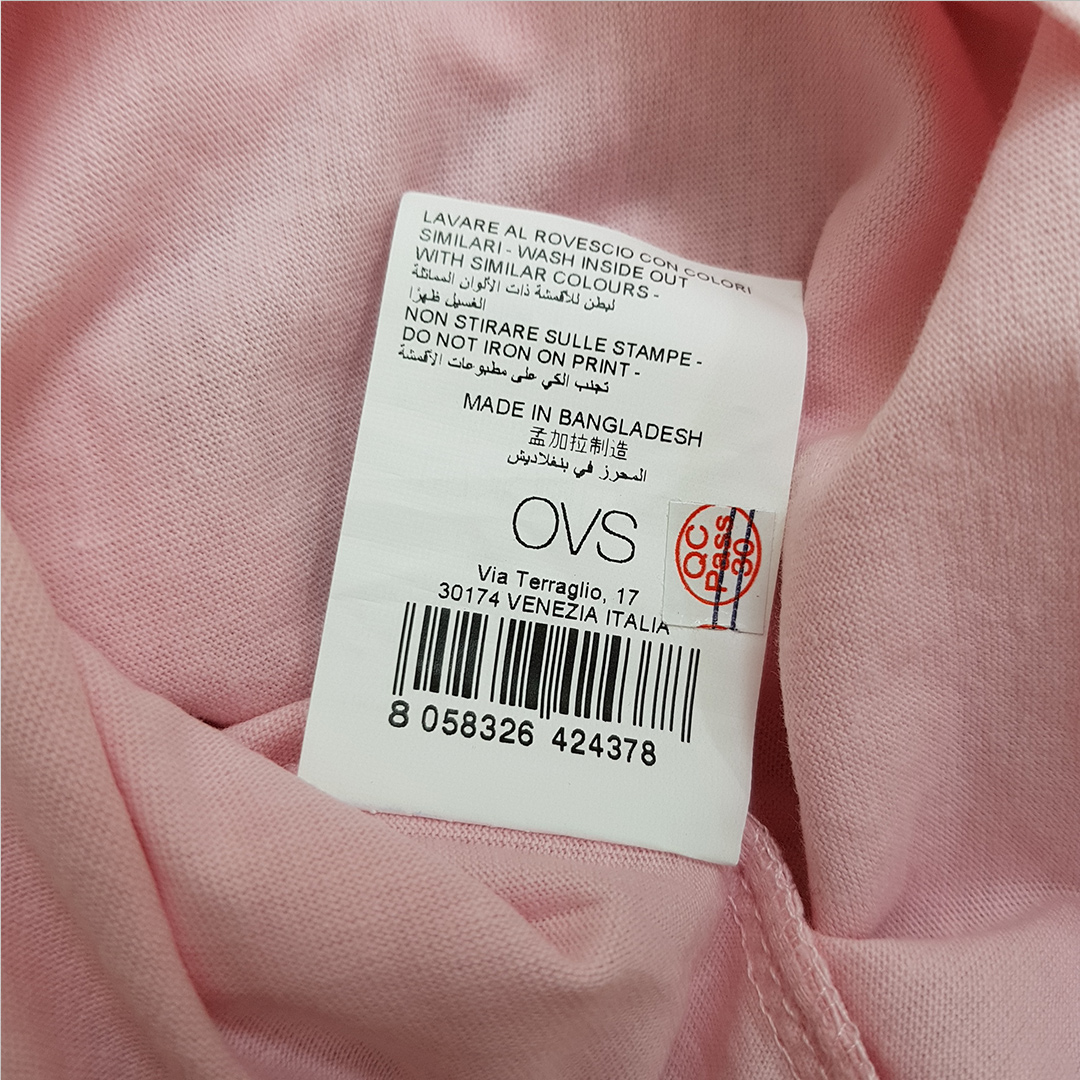 LAVARE AL ROVESCIO CON COLORI
SIMILARI - WASH INSIDE OUT
WITH SIMILAR COLOURS -
ليطن للأقمشة ذات الألوان المماثلة
الغسيل ظهرًا
NON STIRARE SULLE STAMPE -
DO NOT IRON ON PRINT -
تجنب الكي على مطبوعات الأقمشة
MADE IN BANGLADESH
孟加拉制造
المحرز في بنغلاديش
OVS
QC
Pass
30
Via Terraglio, 17
30174 VENEZIA ITALIA
8 058326 424378